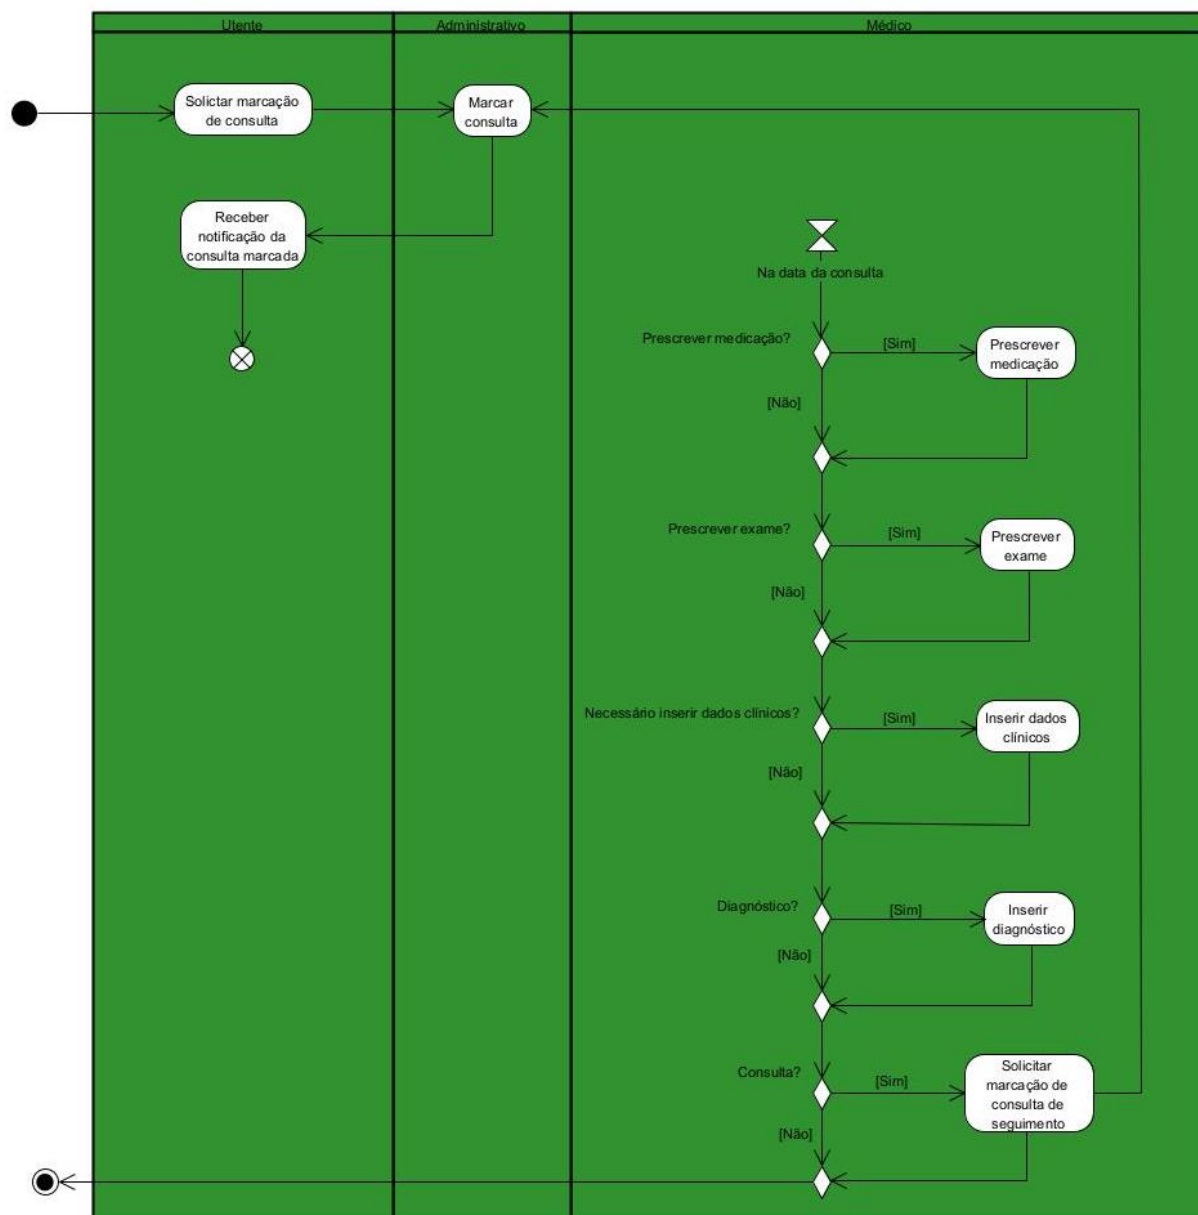 Utente
Administrativo
Médico
Solictar marcação
de consulta
Marcar
consulta
Receber
notificação da
consulta marcada
Na data da consulta
Prescrever medicação?
[Sim]
Prescrever
medicação
[Não]
Prescrever exame?
[Sim]
Prescrever
exame
[Não]
Necessário inserir dados clínicos?
[Sim]
Inserir dados
clínicos
[Não]
Diagnóstico?
[Sim]
Inserir
diagnóstico
[Não]
Consulta?
[Sim]
Solicitar
marcação de
consulta de
seguimento
[Não]